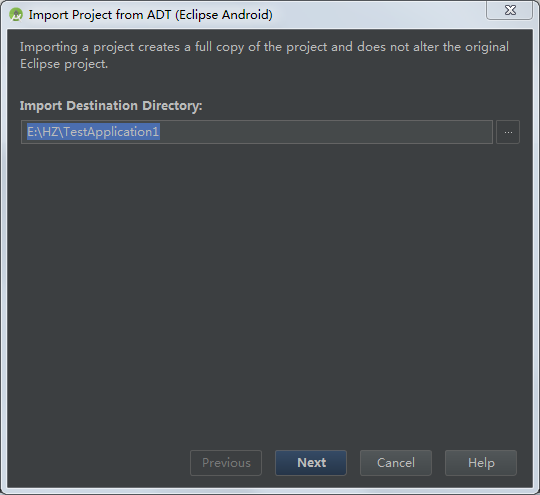 Import Project from ADT (Eclipse Android)
Importing a project creates a full copy of the project and does not alter the original
Eclipse project.
Import Destination Directory:
E:\HZ\TestApplication1
...
Previous
Next
Cancel
Help